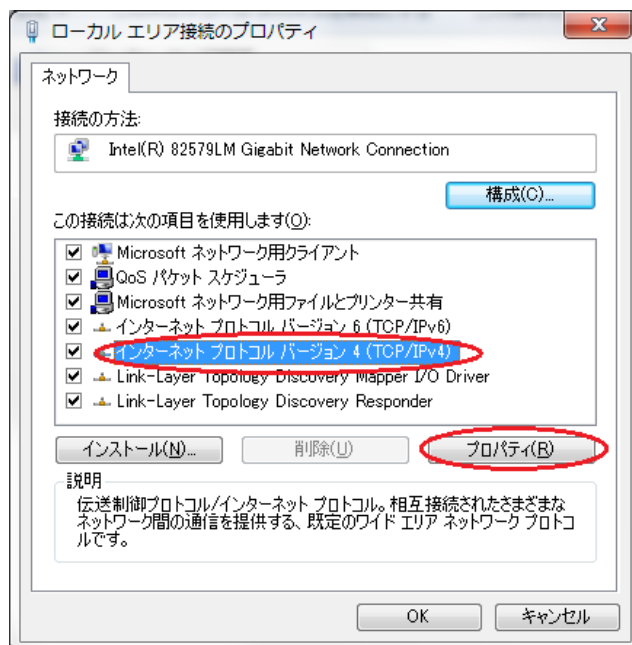 ローカル エリア接続のプロパティ
ネットワーク
接続の方法:
Intel(R) 82579LM Gigabit Network Connection
構成(C)...
この接続は次の項目を使用します(O):
Microsoft ネットワーク用クライアント
QoS パケット スケジューラ
Microsoft ネットワーク用ファイルとプリンター共有
インターネット プロトコル バージョン 6 (TCP/IPv6)
インターネット プロトコル バージョン 4 (TCP/IPv4)
Link-Layer Topology Discovery Mapper I/O Driver
Link-Layer Topology Discovery Responder
インストール(N)... 削除(U) プロパティ(R)
説明
伝送制御プロトコル/インターネット プロトコル。相互接続されたさまざまな
ネットワーク間の通信を提供する、既定のワイド エリア ネットワーク プロトコ
ルです。
OK キャンセル